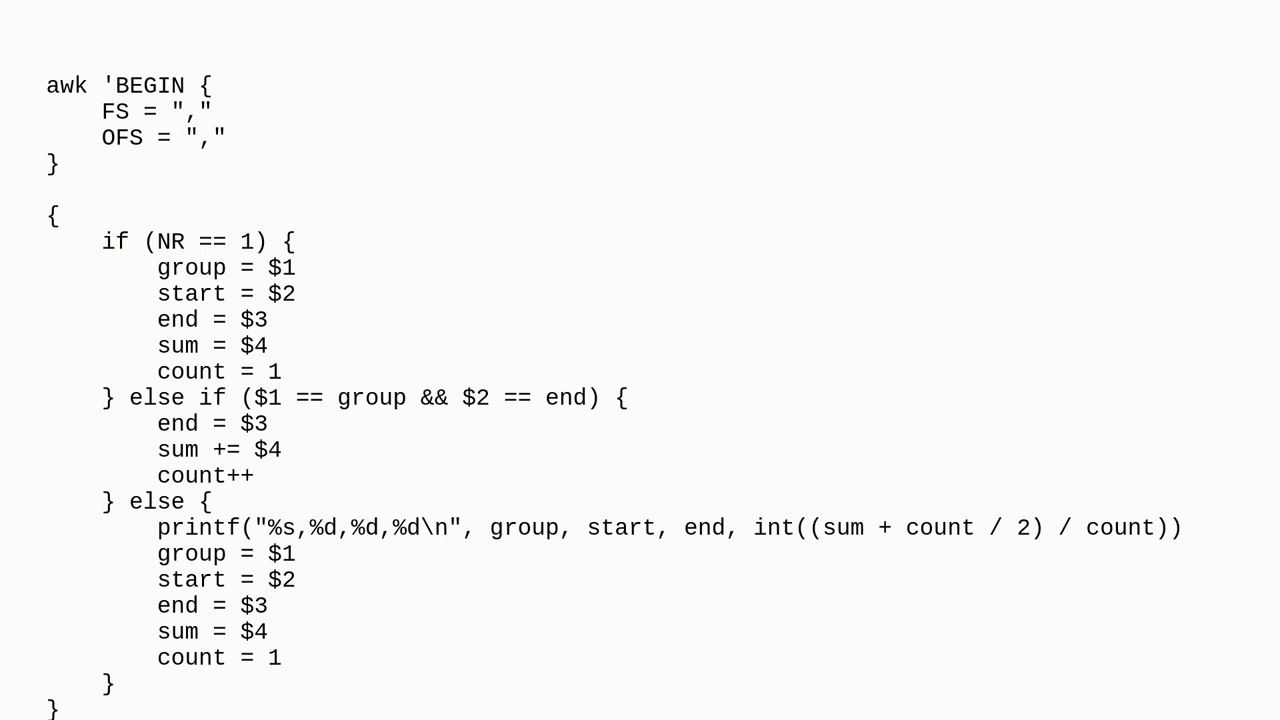 awk 'BEGIN {
    FS = ","
    OFS = ","
}

{
    if (NR == 1) {
        group = $1
        start = $2
        end = $3
        sum = $4
        count = 1
    } else if ($1 == group && $2 == end) {
        end = $3
        sum += $4
        count++
    } else {
        printf("%s,%d,%d,%d\n", group, start, end, int((sum + count / 2) / count))
        group = $1
        start = $2
        end = $3
        sum = $4
        count = 1
    }
}